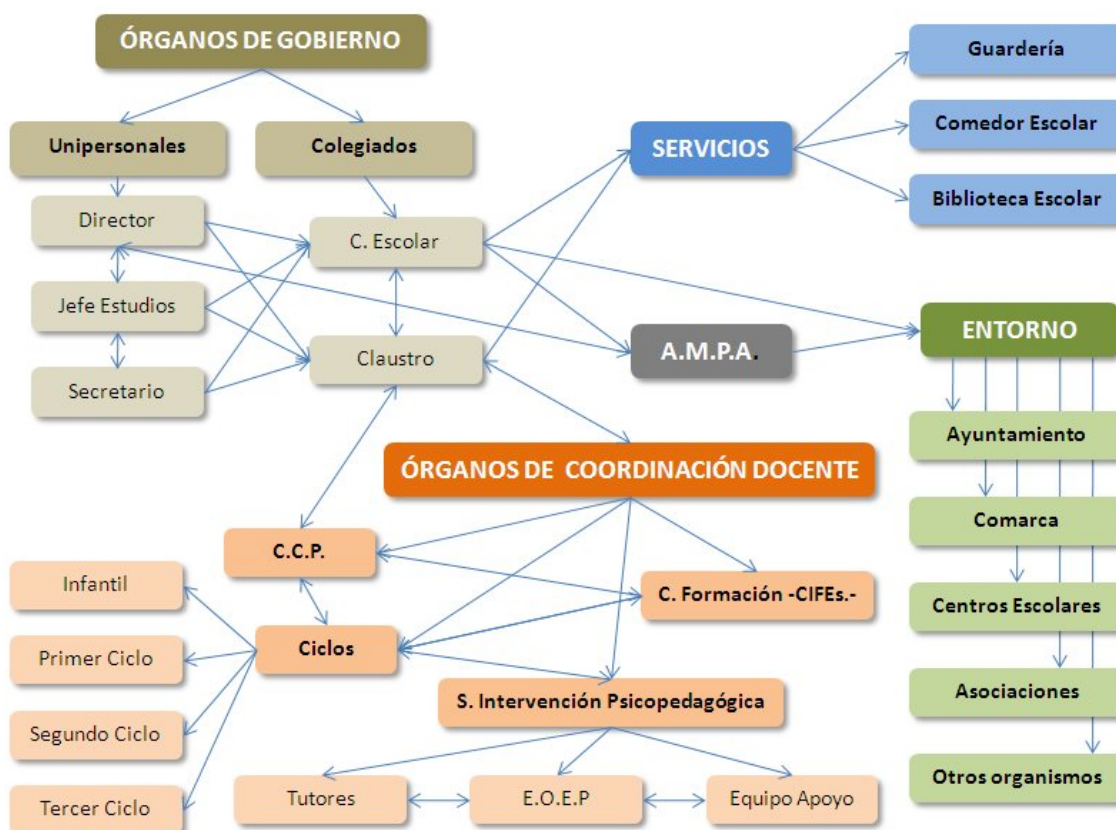 ÓRGANOS DE GOBIERNO
Unipersonales
Colegiados
Director
Jefe Estudios
Secretario
C. Escolar
Claustro
SERVICIOS
Guardería
Comedor Escolar
Biblioteca Escolar
A.M.P.A.
ENTORNO
Ayuntamiento
Comarca
Centros Escolares
Asociaciones
Otros organismos
ÓRGANOS DE COORDINACIÓN DOCENTE
C.C.P.
C. Formación -CIFEs.-
Ciclos
Infantil
Primer Ciclo
Segundo Ciclo
Tercer Ciclo
S. Intervención Psicopedagógica
Tutores
E.O.E.P
Equipo Apoyo